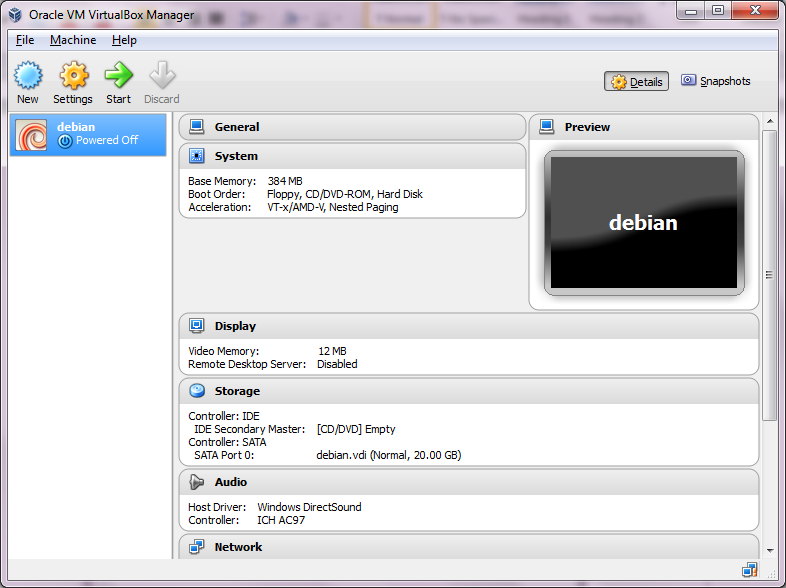 Oracle VM VirtualBox Manager
File Machine Help
New Settings Start Discard
Details Snapshots
debian
Powered Off
General
System
Base Memory: 384 MB
Boot Order: Floppy, CD/DVD-ROM, Hard Disk
Acceleration: VT-x/AMD-V, Nested Paging
Preview
debian
Display
Video Memory: 12 MB
Remote Desktop Server: Disabled
Storage
Controller: IDE
IDE Secondary Master: [CD/DVD] Empty
Controller: SATA
SATA Port 0: debian.vdi (Normal, 20.00 GB)
Audio
Host Driver: Windows DirectSound
Controller: ICH AC97
Network